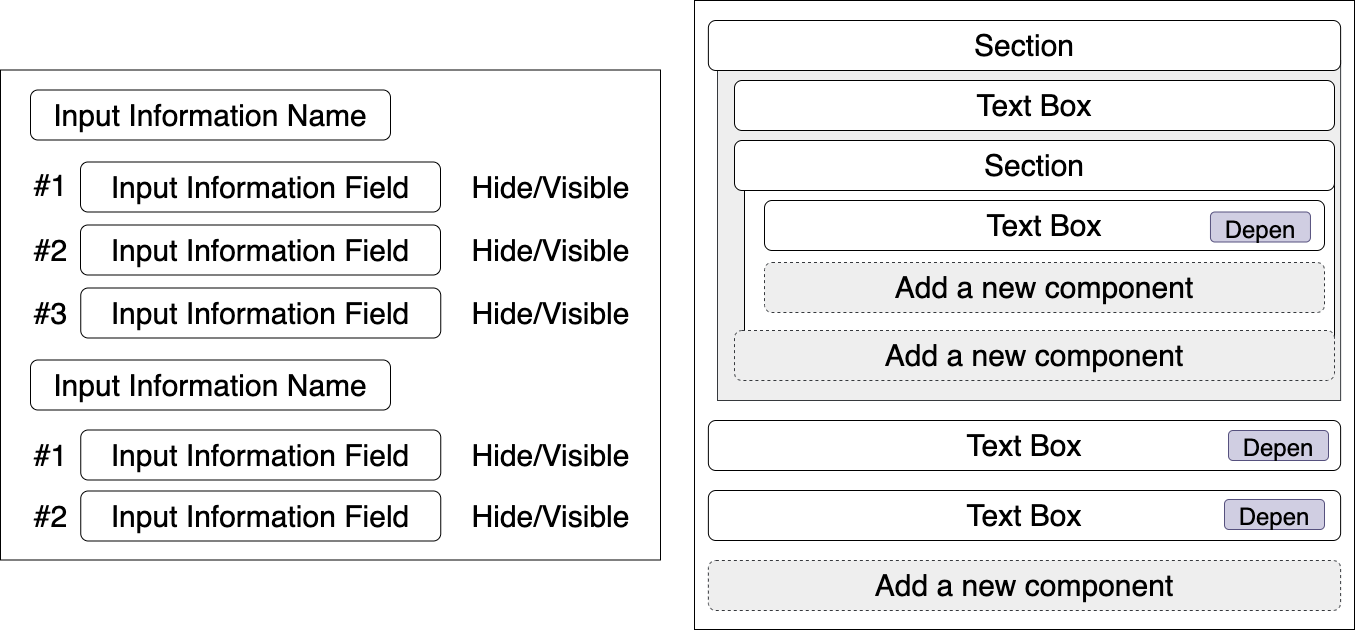 Input Information Name
#1 Input Information Field Hide/Visible
#2 Input Information Field Hide/Visible
#3 Input Information Field Hide/Visible
Input Information Name
#1 Input Information Field Hide/Visible
#2 Input Information Field Hide/Visible
Section
Text Box
Section
Text Box Depen
Add a new component
Add a new component
Text Box Depen
Text Box Depen
Add a new component